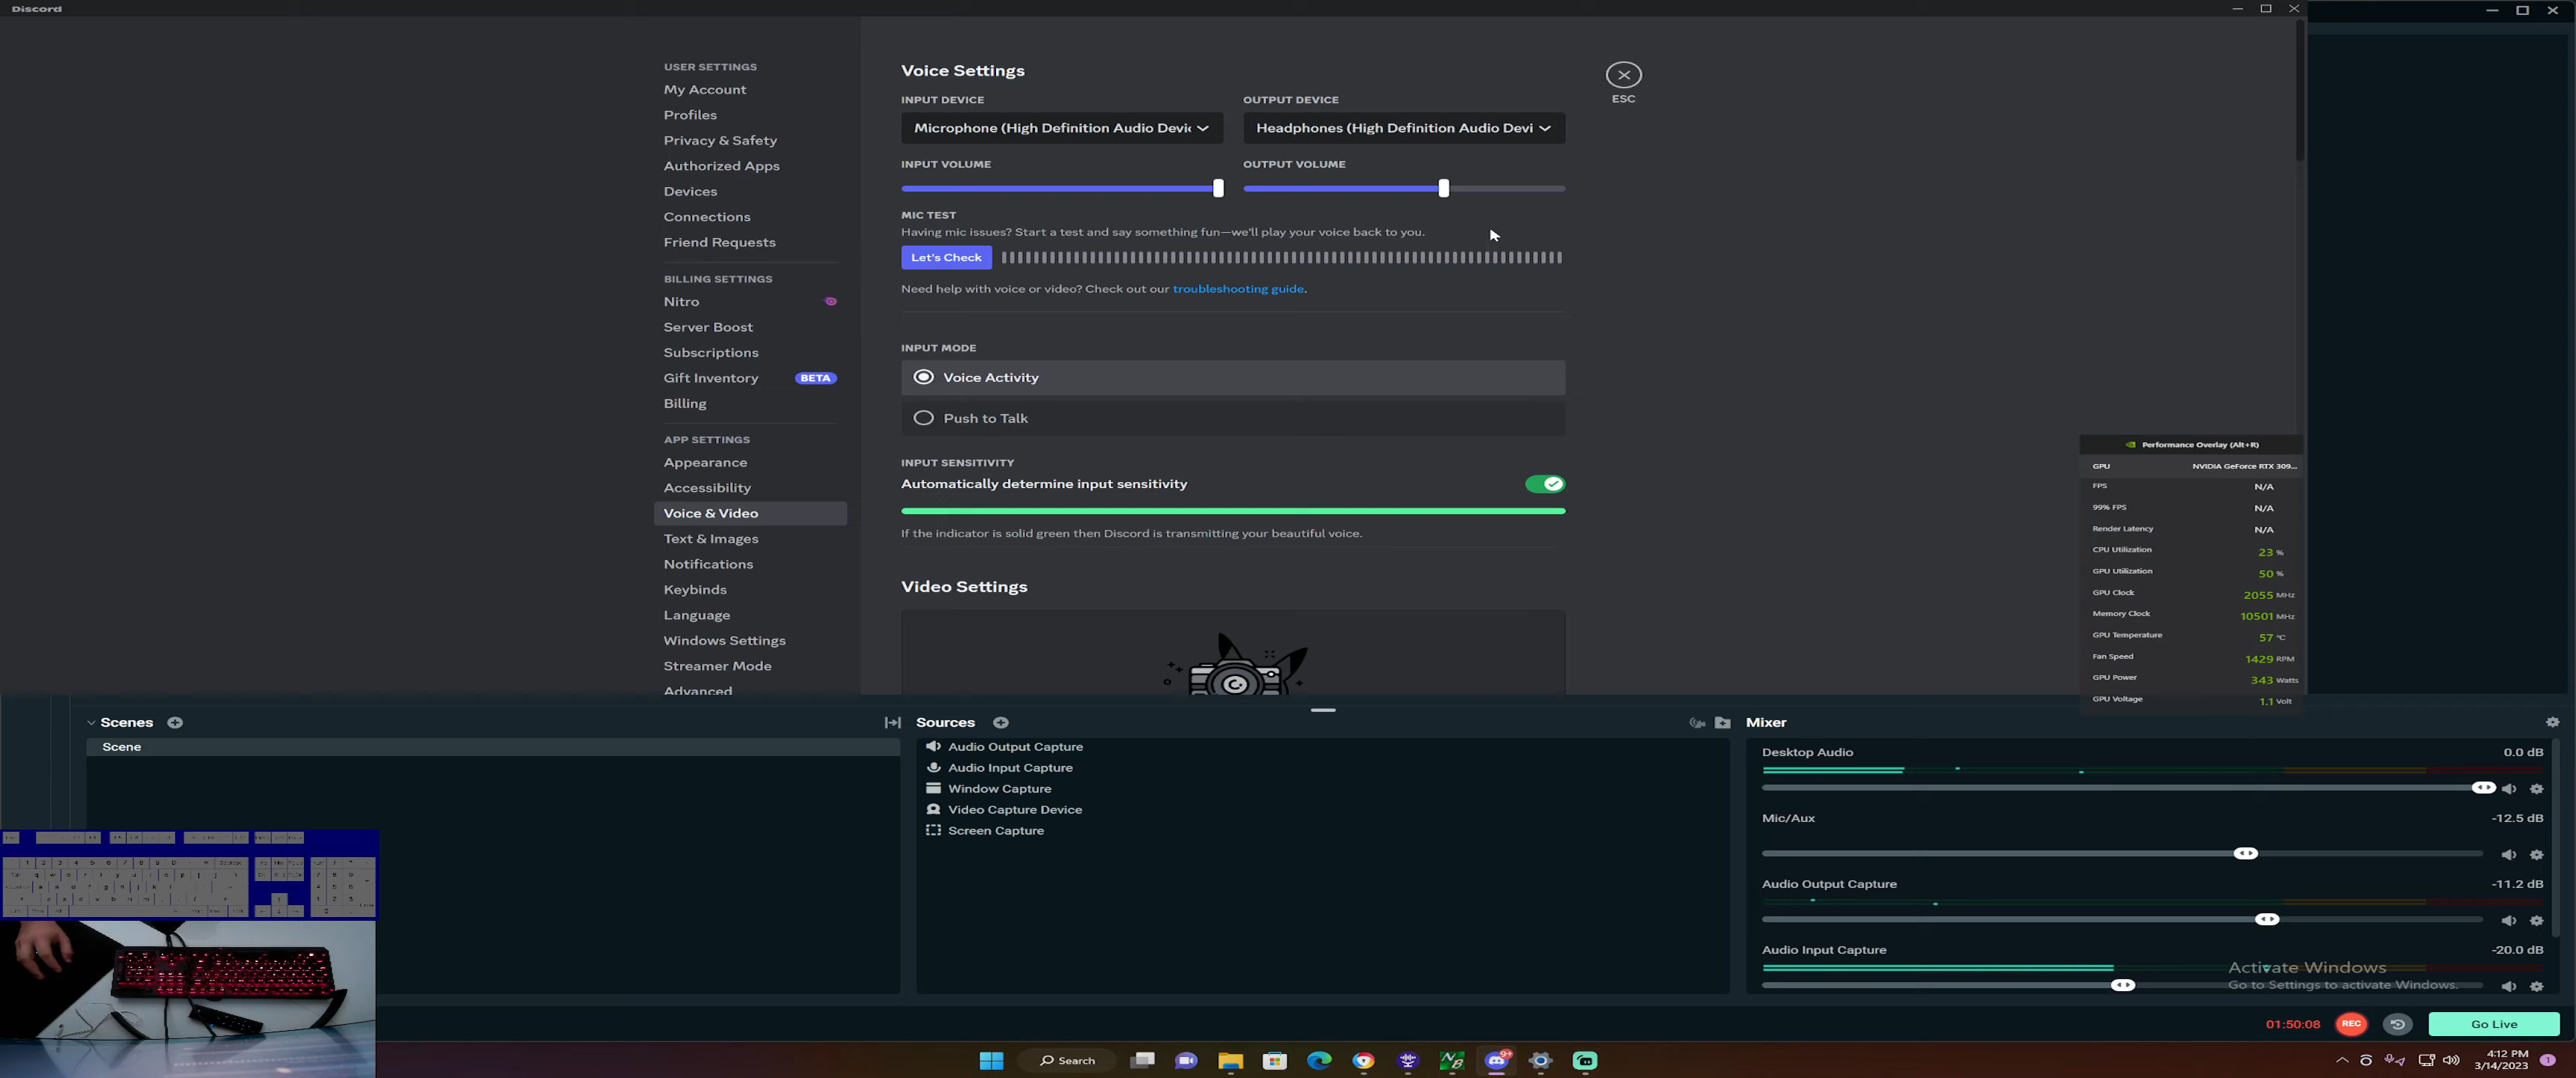 Discord
USER SETTINGS
My Account
Profiles
Privacy & Safety
Authorized Apps
Devices
Connections
Friend Requests
BILLING SETTINGS
Nitro
Server Boost
Subscriptions
Gift Inventory BETA
Billing
APP SETTINGS
Appearance
Accessibility
Voice & Video
Text & Images
Notifications
Keybinds
Language
Windows Settings
Streamer Mode
Advanced
Voice Settings
ESC
INPUT DEVICE
Microphone (High Definition Audio Devic
OUTPUT DEVICE
Headphones (High Definition Audio Devi
INPUT VOLUME
OUTPUT VOLUME
MIC TEST
Having mic issues? Start a test and say something fun—we'll play your voice back to you.
Let's Check
Need help with voice or video? Check out our troubleshooting guide.
INPUT MODE
Voice Activity
Push to Talk
INPUT SENSITIVITY
Automatically determine input sensitivity
If the indicator is solid green then Discord is transmitting your beautiful voice.
Video Settings
Performance Overlay (Alt+R)
GPU NVIDIA GeForce RTX 309...
FPS N/A
99% FPS N/A
Render Latency N/A
CPU Utilization 23 %
GPU Utilization 50 %
GPU Clock 2055 MHz
Memory Clock 10501 MHz
GPU Temperature 57 °C
Fan Speed 1429 RPM
GPU Power 343 Watts
GPU Voltage 1.1 Volt
Scenes
Scene
Sources
Audio Output Capture
Audio Input Capture
Window Capture
Video Capture Device
Screen Capture
Mixer
Desktop Audio 0.0 dB
Mic/Aux -12.5 dB
Audio Output Capture -11.2 dB
Audio Input Capture -20.0 dB
Activate Windows
Go to Settings to activate Windows.
01:50:08 REC Go Live
Search
9+
4:12 PM
3/14/2023
1